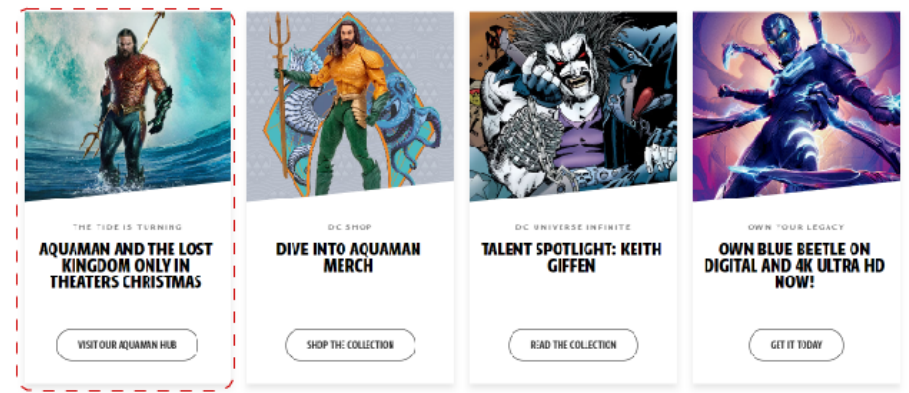 THE TIDE IS TURNING
AQUAMAN AND THE LOST
KINGDOM ONLY IN
THEATERS CHRISTMAS
VISIT OUR AQUAMAN HUB
DC SHOP
DIVE INTO AQUAMAN
MERCH
SHOP THE COLLECTION
DC UNIVERSE INFINITE
TALENT SPOTLIGHT: KEITH
GIFFEN
READ THE COLLECTION
OWN YOUR LEGACY
OWN BLUE BEETLE ON
DIGITAL AND 4K ULTRA HD
NOW!
GET IT TODAY